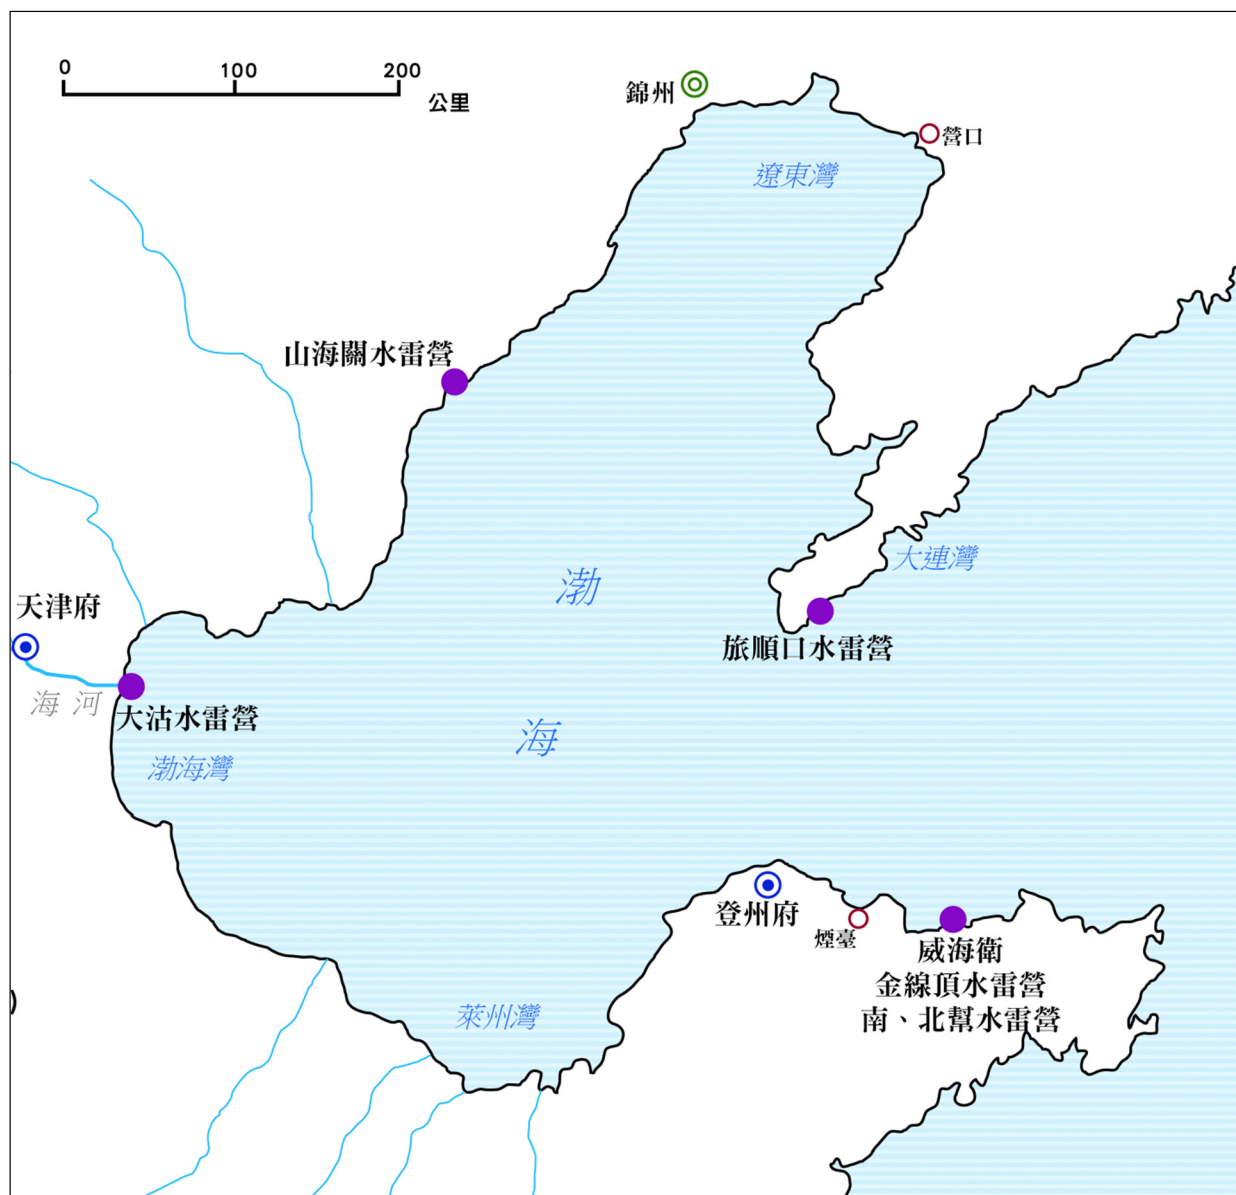 0 100 200
公里
錦州
營口
遼東灣
山海關水雷營
大連灣
渤
天津府
旅順口水雷營
海河
大沽水雷營
海
渤海灣
登州府
煙臺
威海衛
金線頂水雷營
南、北幫水雷營
萊州灣